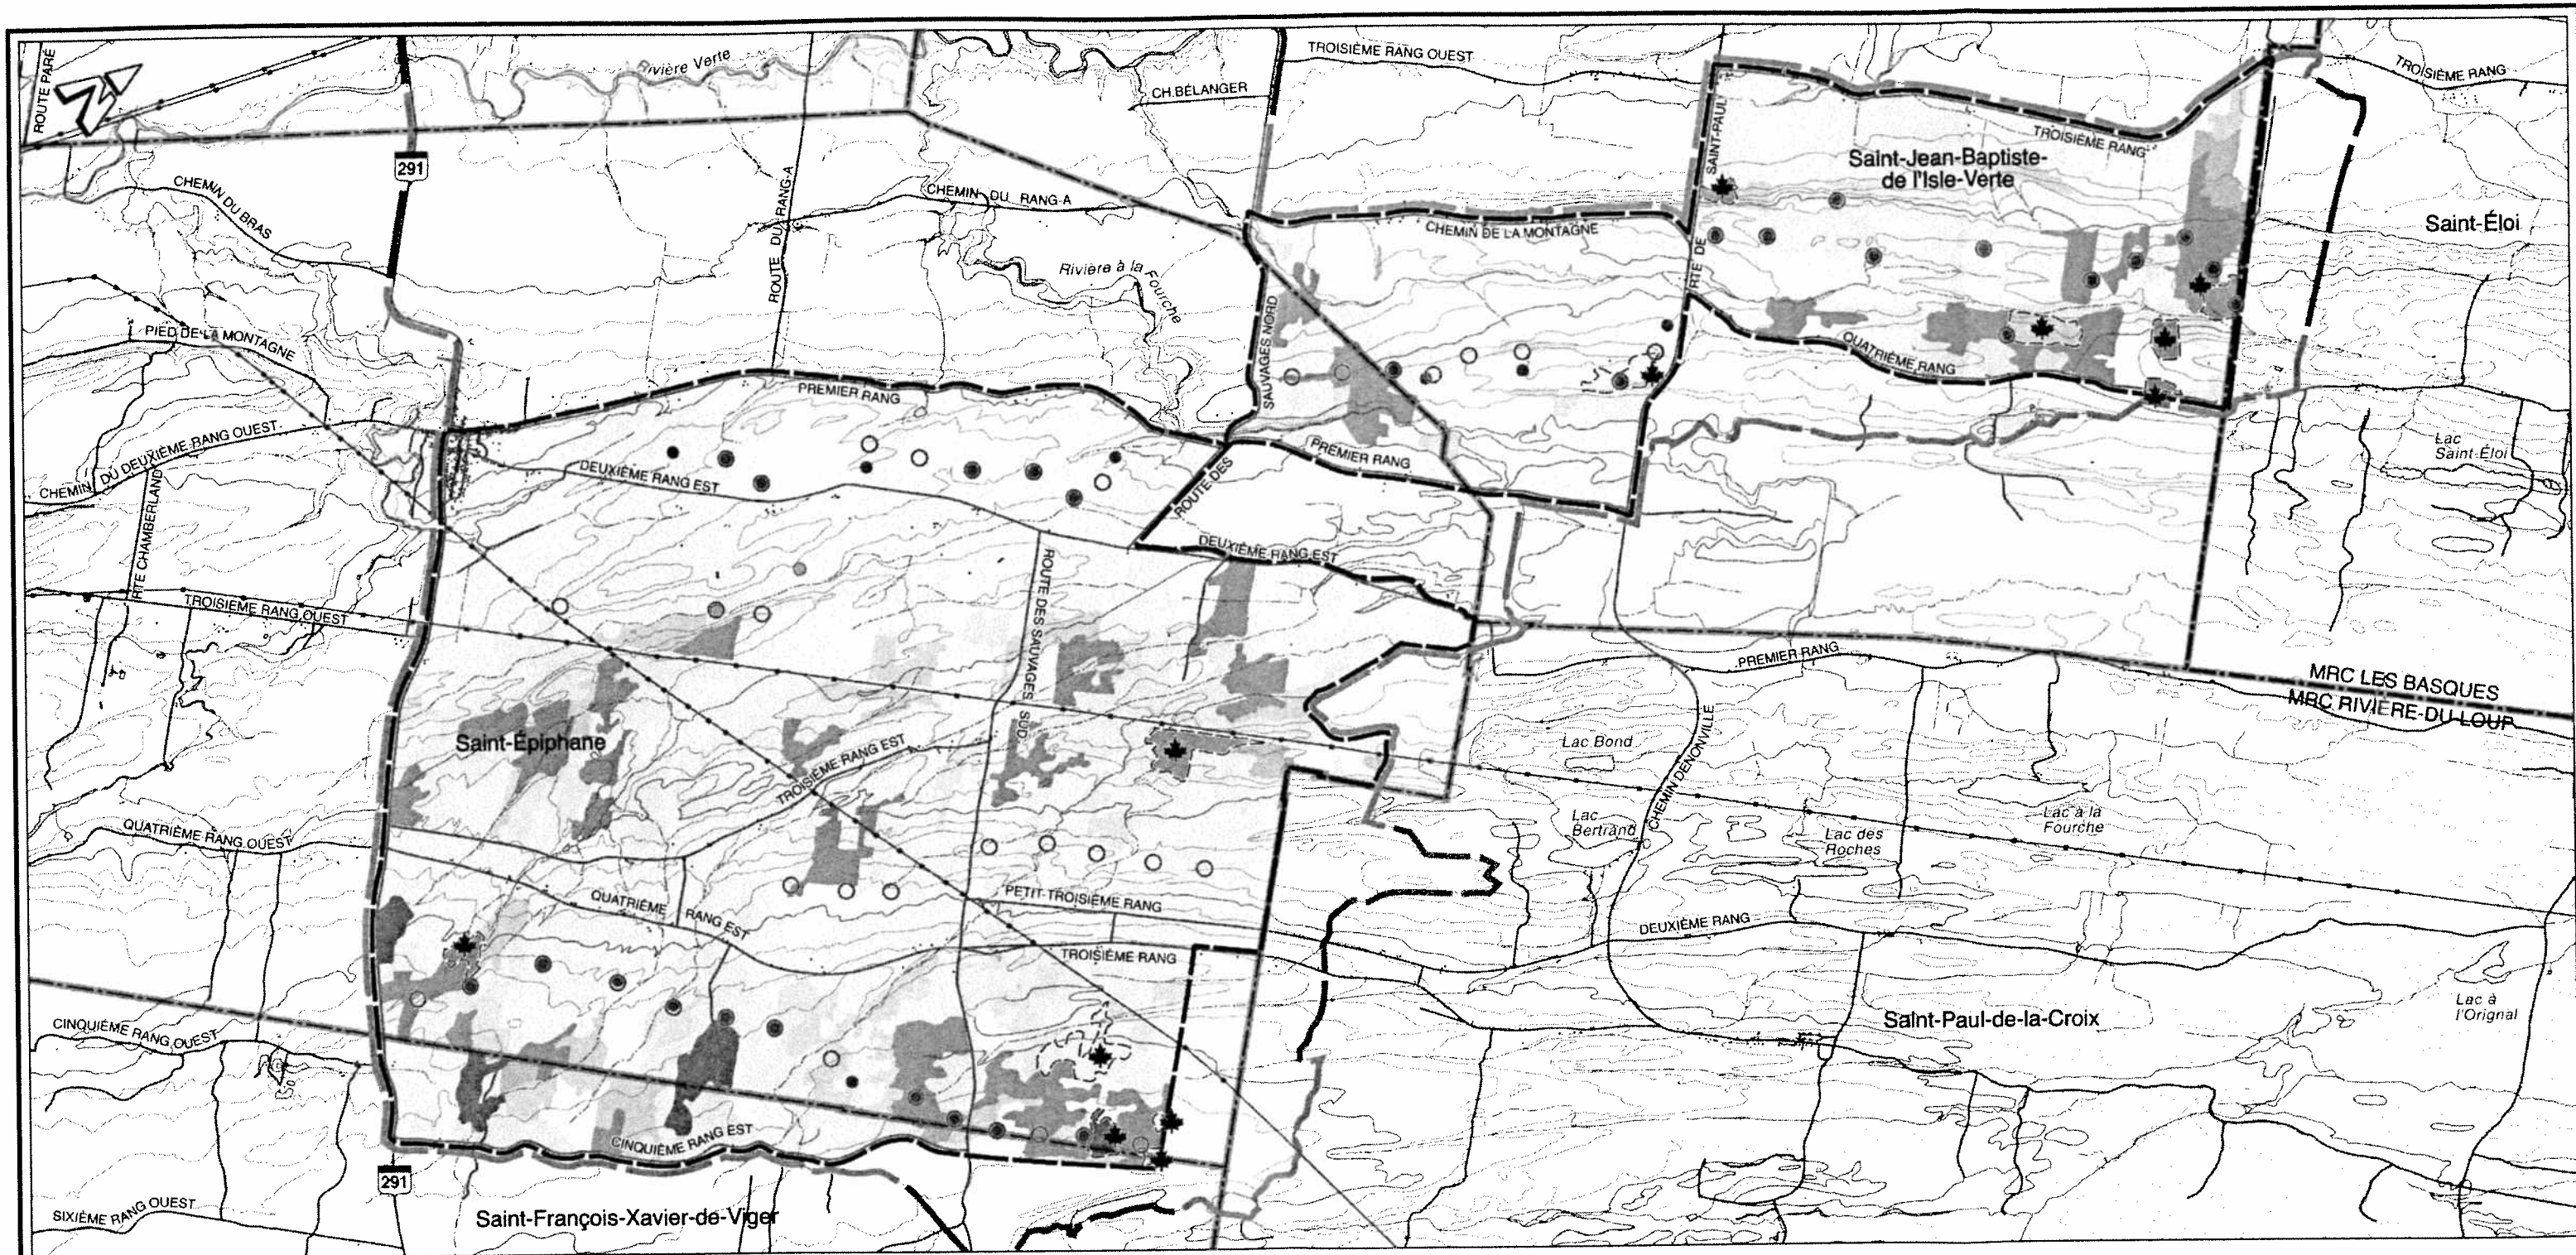 ROUTE PARÉ
Rivière Verte
CH.BÉLANGER
TROISIÈME RANG OUEST
TROISIÈME RANG
SAINT-PAUL
TROISIÈME RANG
Saint-Jean-Baptiste-
de l'Isle-Verte
Saint-Éloi
291
CHEMIN DU BRAS
ROUTE DU RANG-A
CHEMIN DU RANG-A
CHEMIN DE LA MONTAGNE
RTE DE
Rivière à la Fourche
SAUVAGES NORD
PIED DE LA MONTAGNE
QUATRIÈME RANG
PREMIER RANG
CHEMIN DU DEUXIÈME RANG OUEST
DEUXIÈME RANG EST
PREMIER RANG
ROUTE DES
Lac
Saint-Éloi
RTE CHAMBERLAND
DEUXIÈME RANG EST
TROISIÈME RANG OUEST
ROUTE DES SAUVAGES SUD
PREMIER RANG
MRC LES BASQUES
MRC RIVIÈRE-DU-LOUP
Saint-Épiphane
TROISIÈME RANG EST
Lac Bond
CHEMIN DENONVILLE
Lac
Bertrand
Lac des
Roches
Lac à la
Fourche
QUATRIÈME RANG OUEST
QUATRIÈME RANG EST
PETIT-TROISIÈME RANG
DEUXIÈME RANG
TROISIÈME RANG
Lac à
l'Orignal
Saint-Paul-de-la-Croix
CINQUIÈME RANG OUEST
CINQUIÈME RANG EST
291
SIXIÈME RANG OUEST
Saint-François-Xavier-de-Viger